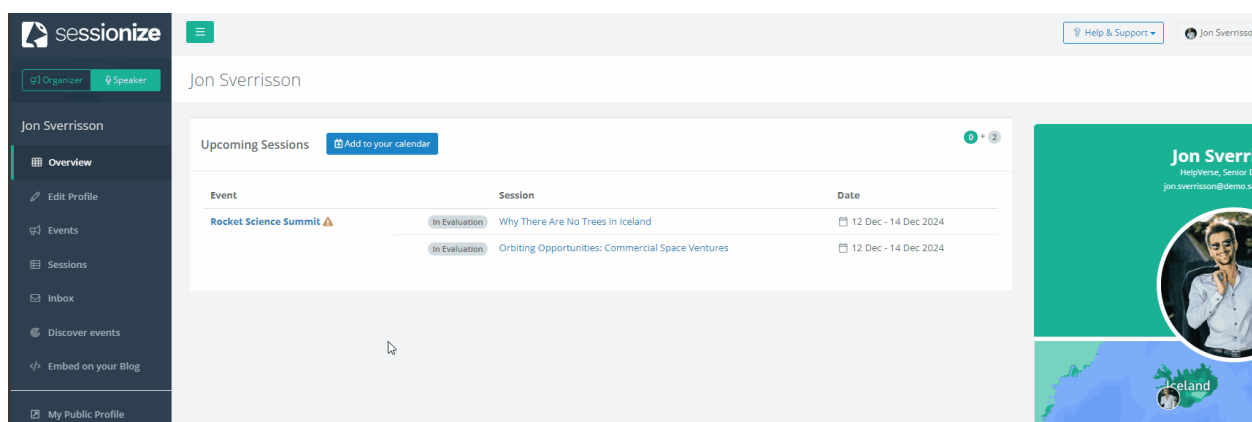 sessionize
Help & Support
Jon Sverrisso
Organizer Speaker
Jon Sverrisson
Jon Sverrisson
Overview
Edit Profile
Events
Sessions
Inbox
Discover events
Embed on your Blog
My Public Profile
Upcoming Sessions Add to your calendar 0 + 2
Event Session Date
Rocket Science Summit In Evaluation Why There Are No Trees in Iceland 12 Dec - 14 Dec 2024
In Evaluation Orbiting Opportunities: Commercial Space Ventures 12 Dec - 14 Dec 2024
Jon Sverr
HelpVerse, Senior D
jon.sverrisson@demo.s
Iceland